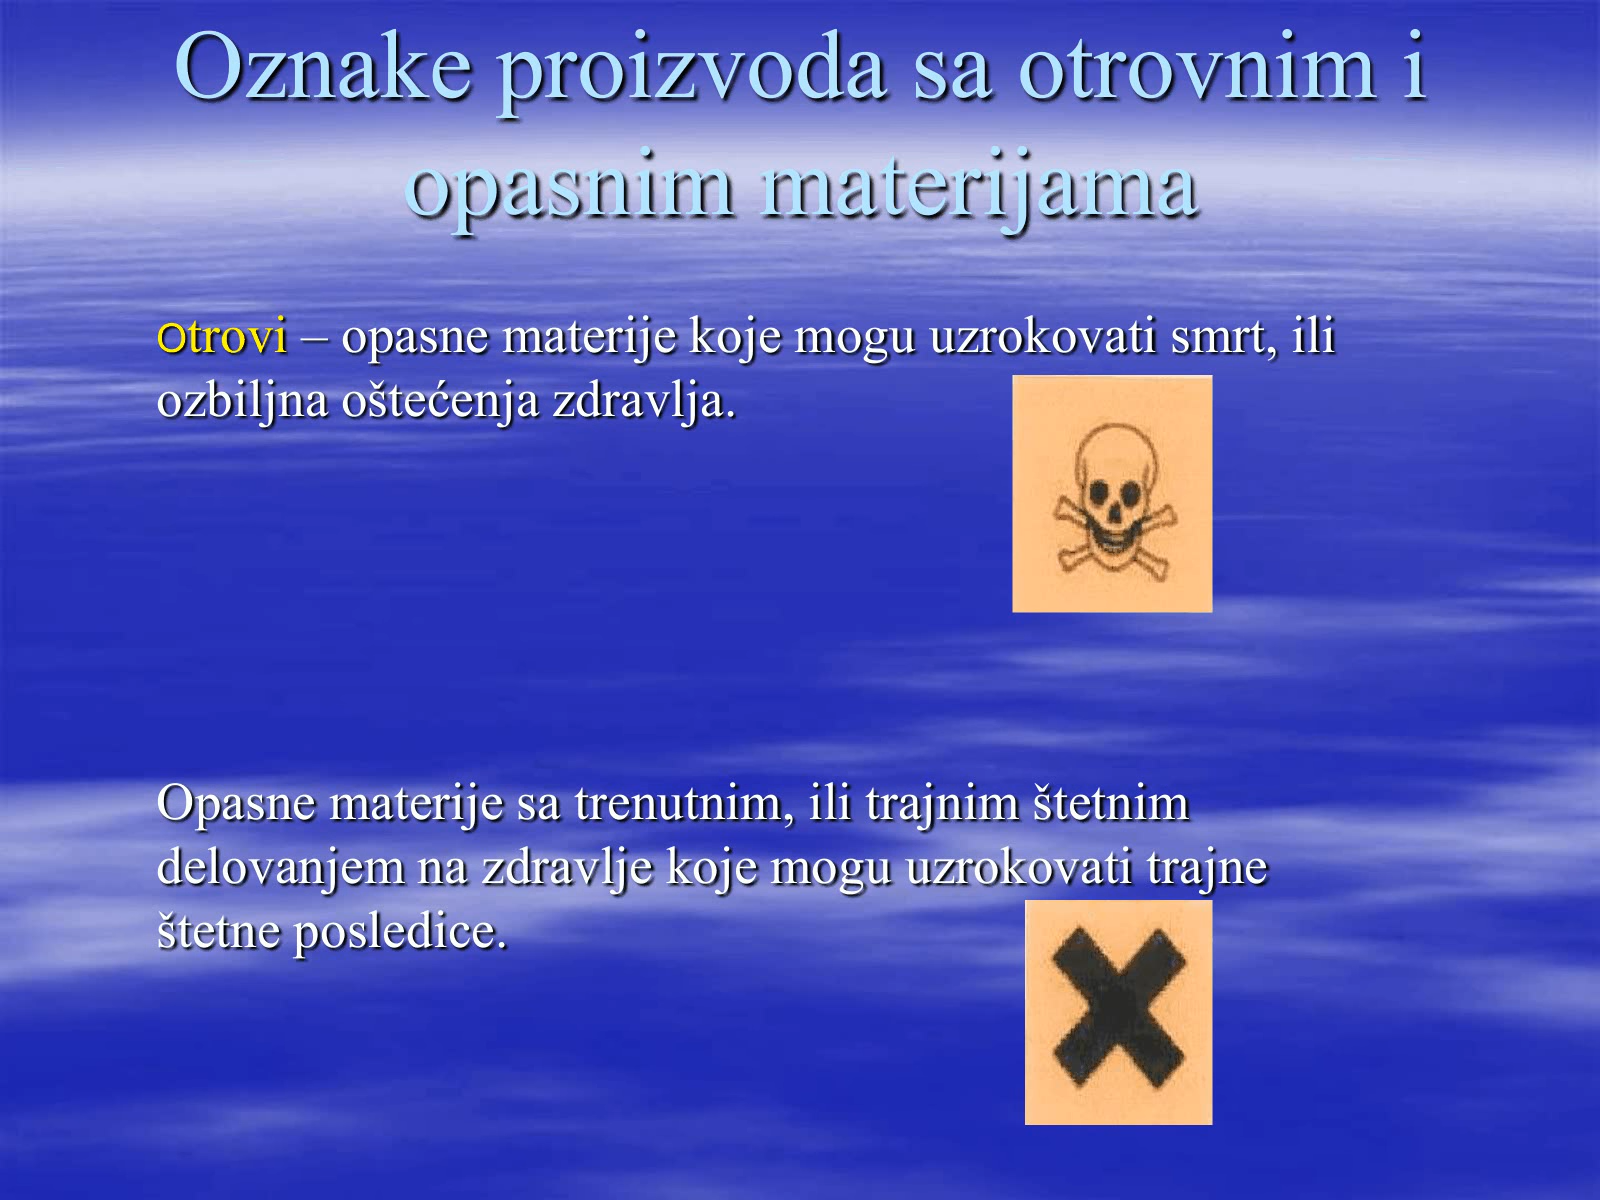 Oznake proizvoda sa otrovnim i
opasnim materijama
Otrovi – opasne materije koje mogu uzrokovati smrt, ili
ozbiljna oštećenja zdravlja.
Opasne materije sa trenutnim, ili trajnim štetnim
delovanjem na zdravlje koje mogu uzrokovati trajne
štetne posledice.